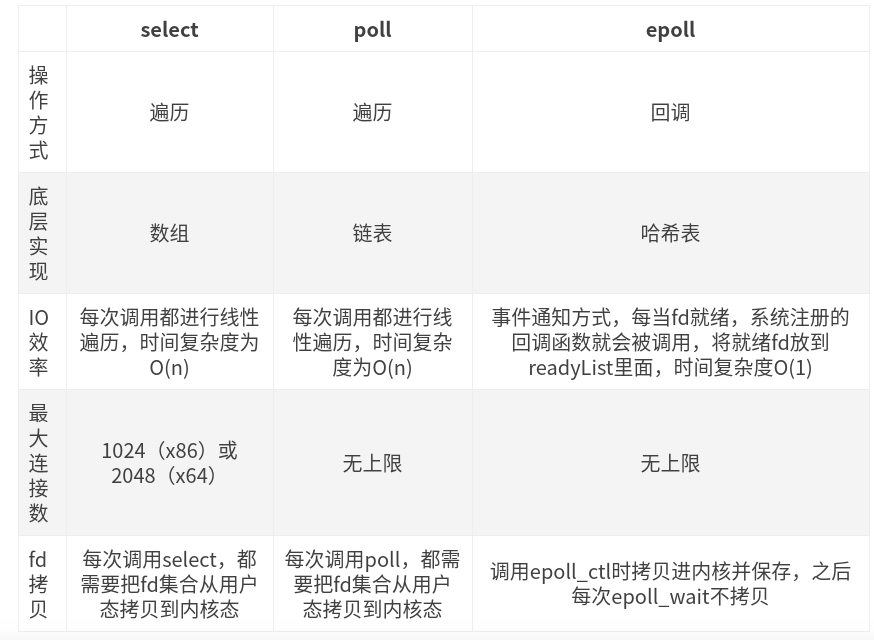 select poll epoll
操作方式 遍历 遍历 回调
底层实现 数组 链表 哈希表
IO效率
每次调用都进行线性
遍历，时间复杂度为
O(n)
每次调用都进行线
性遍历，时间复杂
度为O(n)
事件通知方式，每当fd就绪，系统注册的
回调函数就会被调用，将就绪fd放到
readyList里面，时间复杂度O(1)
最大连接数
1024（x86）或
2048（x64）
无上限
无上限
fd拷贝
每次调用select，都
需要把fd集合从用户
态拷贝到内核态
每次调用poll，都需
要把fd集合从用户
态拷贝到内核态
调用epoll_ctl时拷贝进内核并保存，之后
每次epoll_wait不拷贝